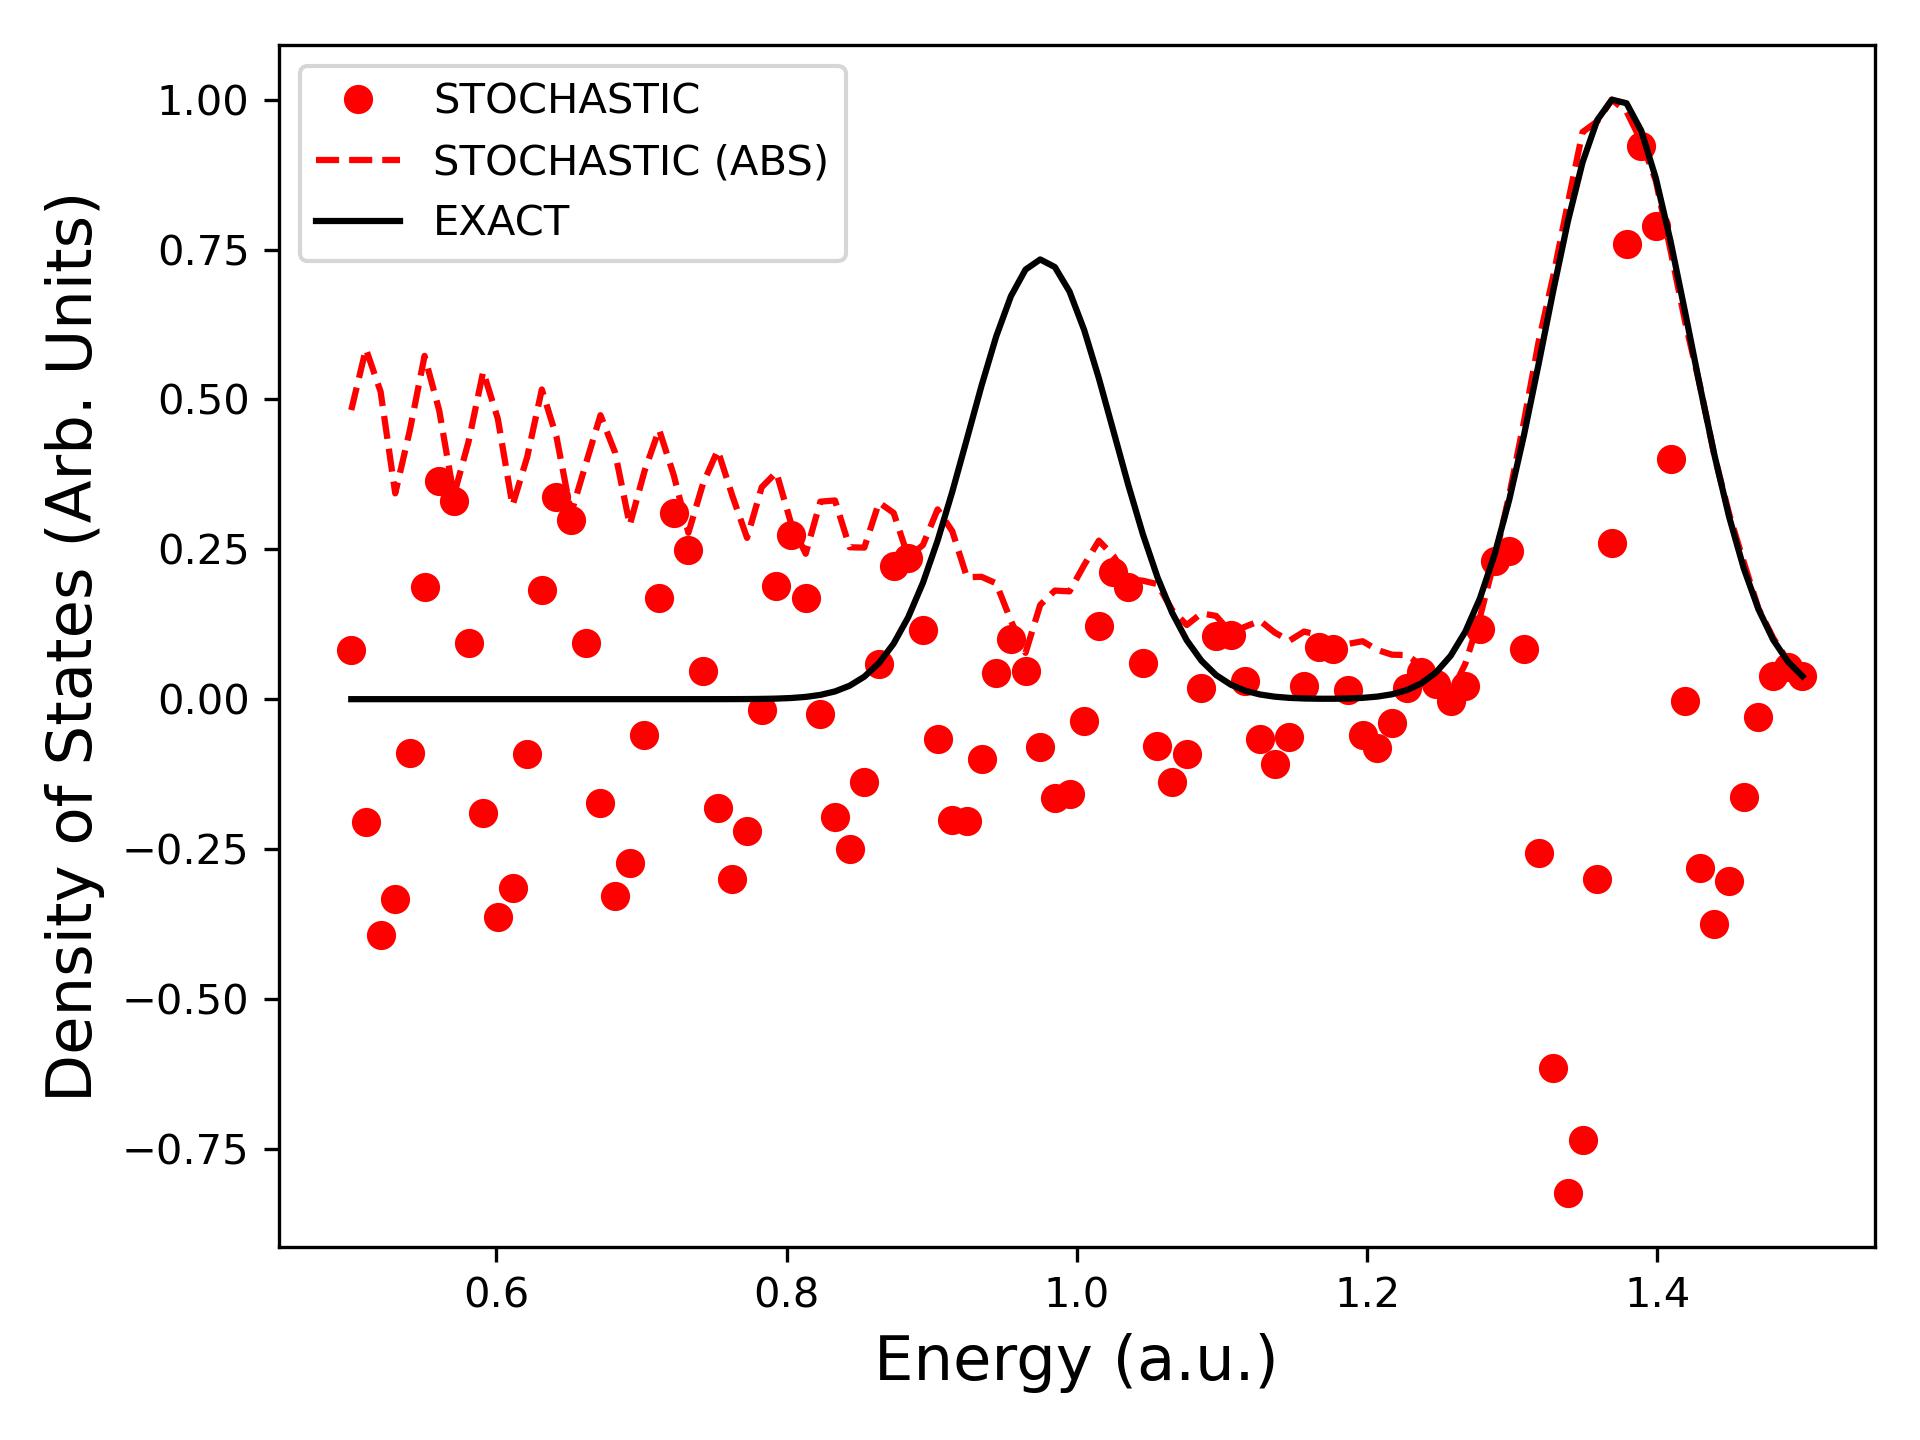 STOCHASTIC
STOCHASTIC (ABS)
EXACT
Density of States (Arb. Units)
1.00
0.75
0.50
0.25
0.00
−0.25
−0.50
−0.75
0.6 0.8 1.0 1.2 1.4
Energy (a.u.)